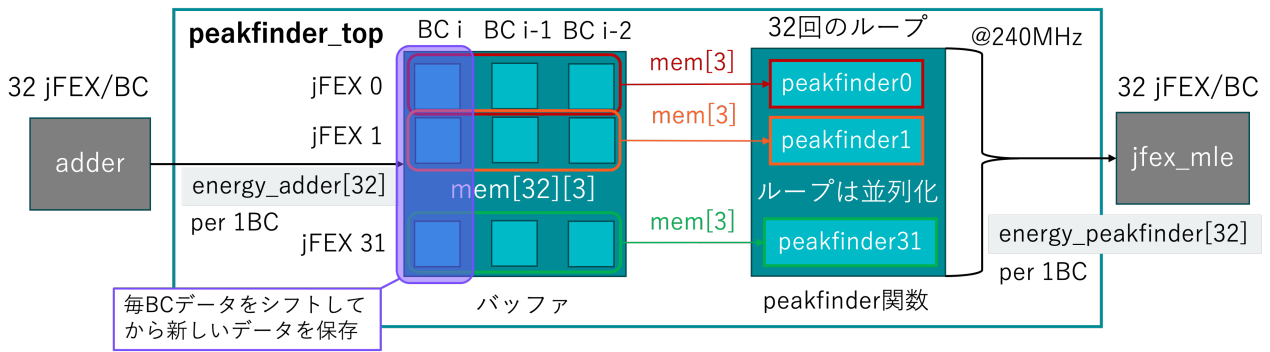 peakfinder_top
BC i
BC i-1
BC i-2
32回のループ
@240MHz
32 jFEX/BC
adder
jFEX 0
jFEX 1
energy_adder[32]
per 1BC
jFEX 31
mem[32][3]
バッファ
毎BCデータをシフトして
から新しいデータを保存
mem[3]
mem[3]
mem[3]
peakfinder0
peakfinder1
ループは並列化
peakfinder31
peakfinder関数
32 jFEX/BC
jfex_mle
energy_peakfinder[32]
per 1BC